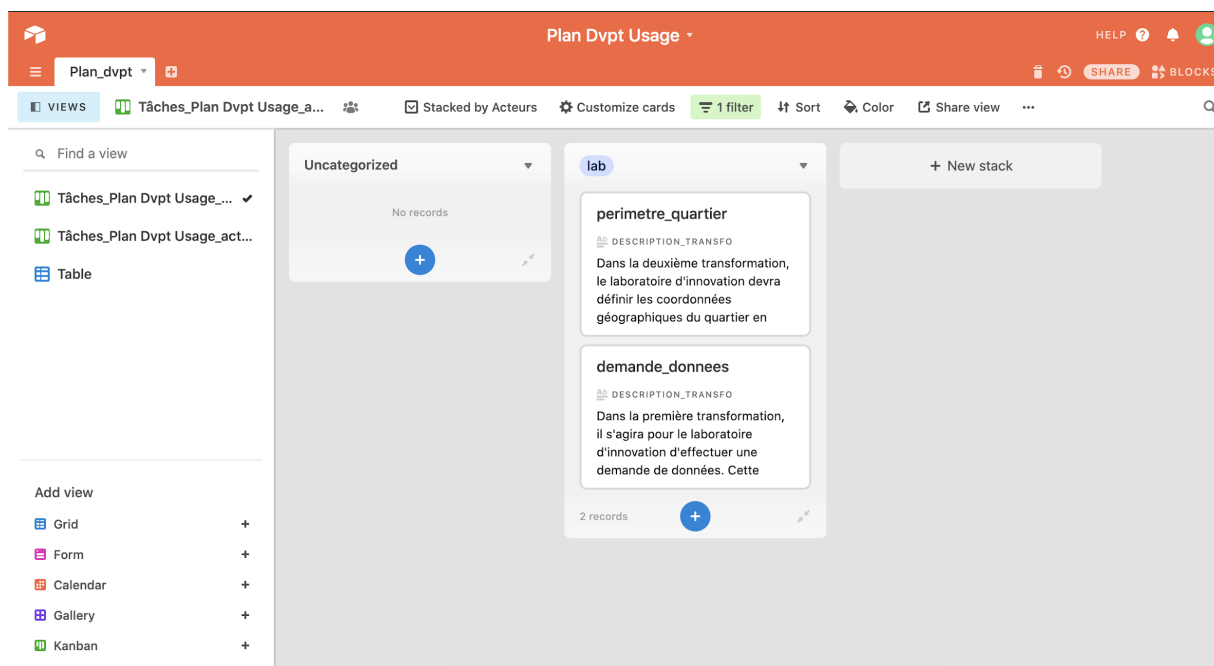 Plan Dvpt Usage
HELP
Plan_dvpt
SHARE
BLOCKS
VIEWS
Tâches_Plan Dvpt Usage_a...
Stacked by Acteurs
Customize cards
1 filter
Sort
Color
Share view
Find a view
Tâches_Plan Dvpt Usage_...
Tâches_Plan Dvpt Usage_act...
Table
Add view
Grid
Form
Calendar
Gallery
Kanban
Uncategorized
No records
lab
perimetre_quartier
DESCRIPTION_TRANSFO
Dans la deuxième transformation,
le laboratoire d'innovation devra
définir les coordonnées
géographiques du quartier en
demande_donnees
DESCRIPTION_TRANSFO
Dans la première transformation,
il s'agira pour le laboratoire
d'innovation d'effectuer une
demande de données. Cette
2 records
+ New stack